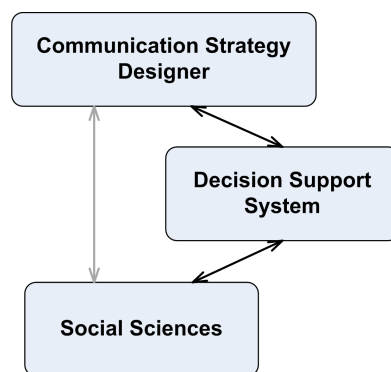 Communication Strategy
Designer
Decision Support
System
Social Sciences